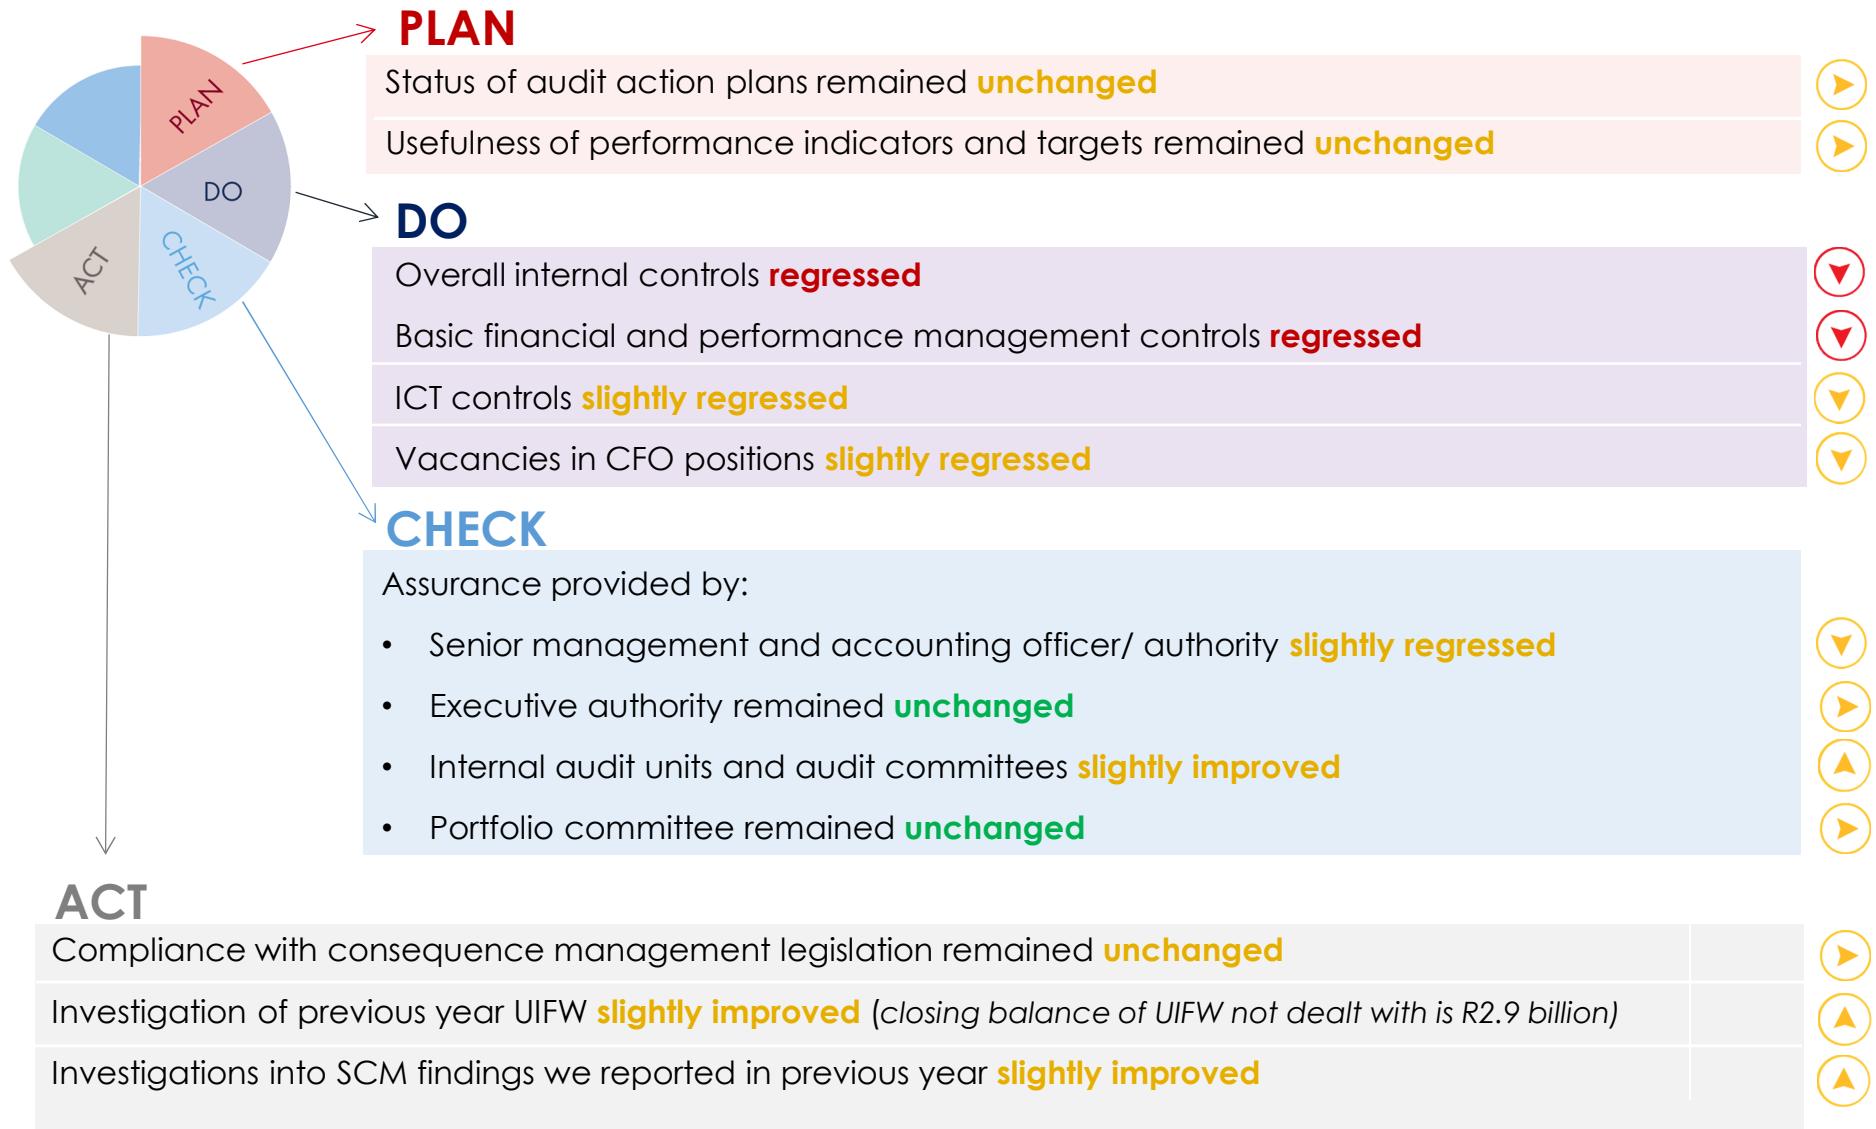 PLAN
DO
CHECK
ACT
PLAN
Status of audit action plans remained unchanged
Usefulness of performance indicators and targets remained unchanged
DO
Overall internal controls regressed
Basic financial and performance management controls regressed
ICT controls slightly regressed
Vacancies in CFO positions slightly regressed
CHECK
Assurance provided by:
• Senior management and accounting officer/ authority slightly regressed
• Executive authority remained unchanged
• Internal audit units and audit committees slightly improved
• Portfolio committee remained unchanged
ACT
Compliance with consequence management legislation remained unchanged
Investigation of previous year UIFW slightly improved (closing balance of UIFW not dealt with is R2.9 billion)
Investigations into SCM findings we reported in previous year slightly improved